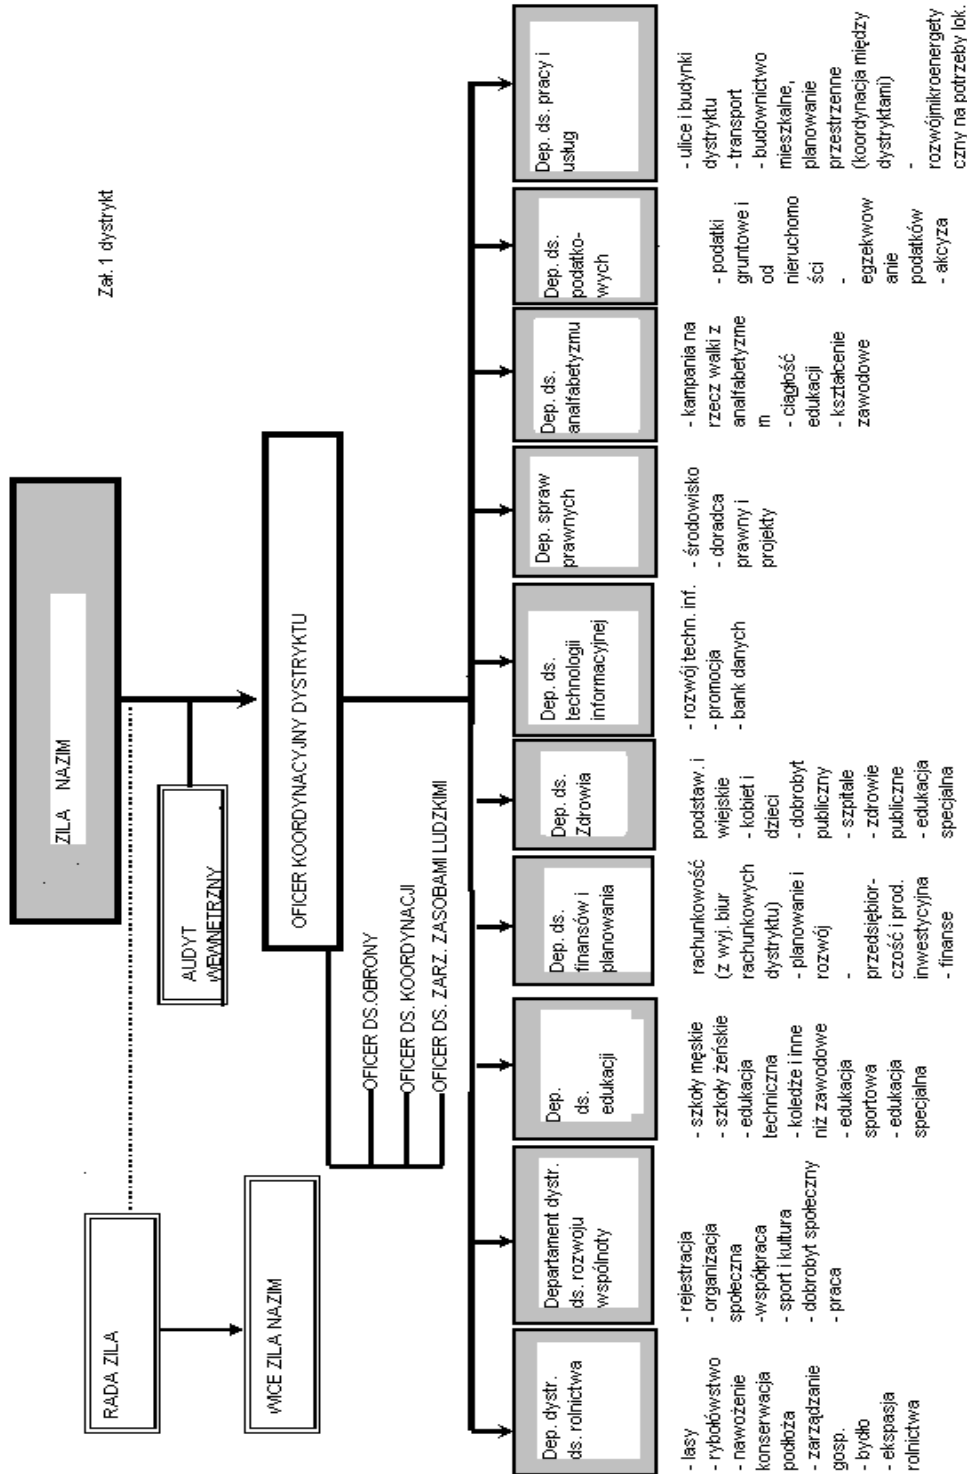 Zał. 1 dystrykt
ZILA NAZIM
RADA ZILA
AUDYT
WEWNETRZNY
WICE ZILA NAZIM
OFICER KOORDYNACYJNY DYSTRYKTU
OFICER DS.OBRONY
OFICER DS. KOORDYNACJI
OFICER DS. ZARZ. ZASOBAMI LUDZKIMI
Dep. dystr.
ds. rolnictwa
- lasy
- rybołówstwo
- nawożenie
konserwacja
podłoża
- zarządzanie
gosp.
- bydło
- ekspasja
rolnictwa
Departament dystr.
ds. rozwoju
wspólnoty
- rejestracja
- organizacja
społeczna
-współpraca
- sport i kultura
- dobrobyt społeczny
- praca
Dep.
ds.
edukacji
- szkoły męskie
- szkoły żeńskie
- edukacja
techniczna
- koledże i inne
niż zawodowe
- edukacja
sportowa
- edukacja
specjalna
Dep. ds.
finansów i
planowania
rachunkowość
(z wyj. biur
rachunkowych
dystryktu)
- planowanie i
rozwój
-
przedsiębior-
czość i prod.
inwestycyjna
- finanse
Dep. ds.
Zdrowia
podstaw. i
wiejskie
- kobiet i
dzieci
- dobrobyt
publiczny
- szpitale
- zdrowie
publiczne
- edukacja
specjalna
Dep. ds.
technologii
informacyjnej
- rozwój techn. inf.
- promocja
- bank danych
Dep. spraw
prawnych
- środowisko
- doradca
prawny i
projekty
Dep. ds.
analfabetyzmu
- kampania na
rzecz walki z
analfabetyzme
m
- ciągłość
edukacji
- kształcenie
zawodowe
Dep. ds.
podatko-
wych
- podatki
gruntowe i
od
nieruchomo
ści
-
egzekwow
anie
podatków
- akcyza
Dep. ds. pracy i
usług
- ulice i budynki
dystryktu
- transport
- budownictwo
mieszkalne,
planowanie
przestrzenne
(koordynacja między
dystryktami)
-
rozwójmikroenergety
czny na potrzeby lok.